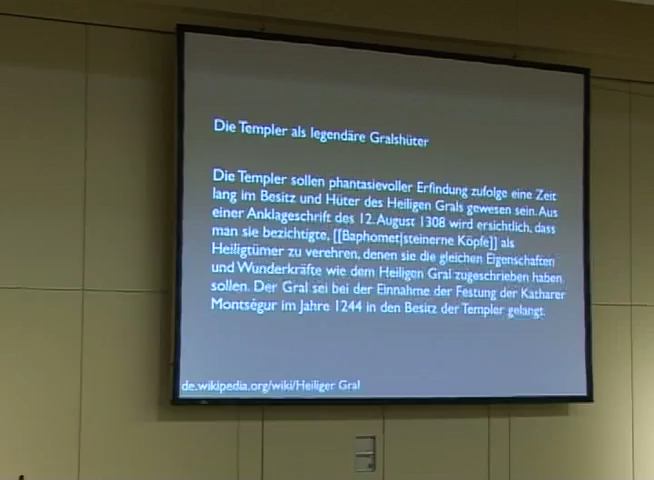 Die Templer als legendäre Gralshüter
Die Templer sollen phantasievoller Erfindung zufolge eine Zeit
lang im Besitz und Hüter des Heiligen Grals gewesen sein. Aus
einer Anklageschrift des 12. August 1308 wird ersichtlich, dass
man sie bezichtigte, [[Baphomet|steinerne Köpfe]] als
Heiligtümer zu verehren, denen sie die gleichen Eigenschaften
und Wunderkräfte wie dem Heiligen Gral zugeschrieben haben
sollen. Der Gral sei bei der Einnahme der Festung der Katharer
Montségur im Jahre 1244 in den Besitz der Templer gelangt.
de.wikipedia.org/wiki/Heiliger Gral